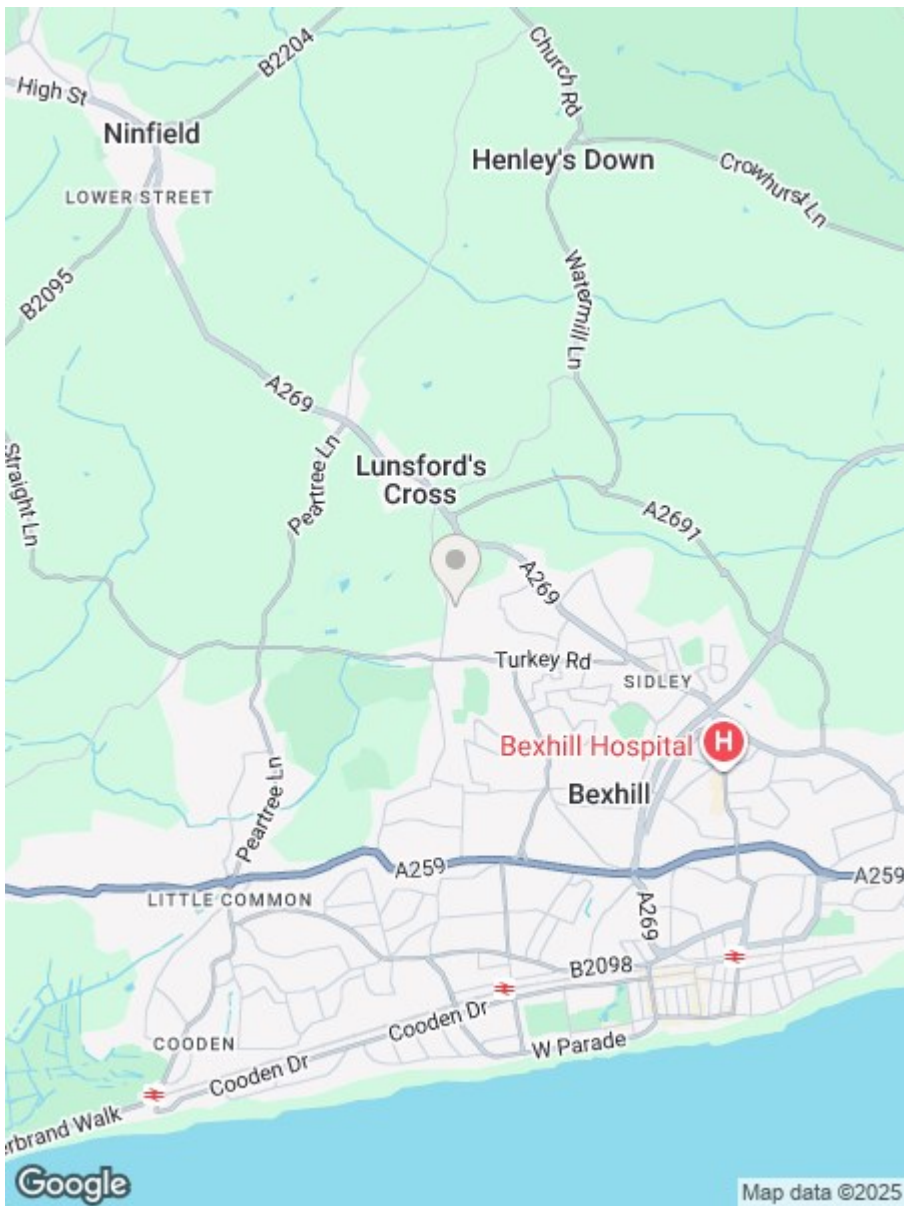 B2204
High St
Ninfield
LOWER STREET
B2095
Church Rd
Henley's Down
Crowhurst Ln
Watermill Ln
A269
Peartree Ln
Lunsford's
Cross
Straight Ln
A2691
A269
Turkey Rd
SIDLEY
Bexhill Hospital
H
Bexhill
Peartree Ln
A259
LITTLE COMMON
A259
A269
B2098
Cooden Dr
COODEN
W Parade
Cooden Dr
erbrand Walk
Google
Map data ©2025